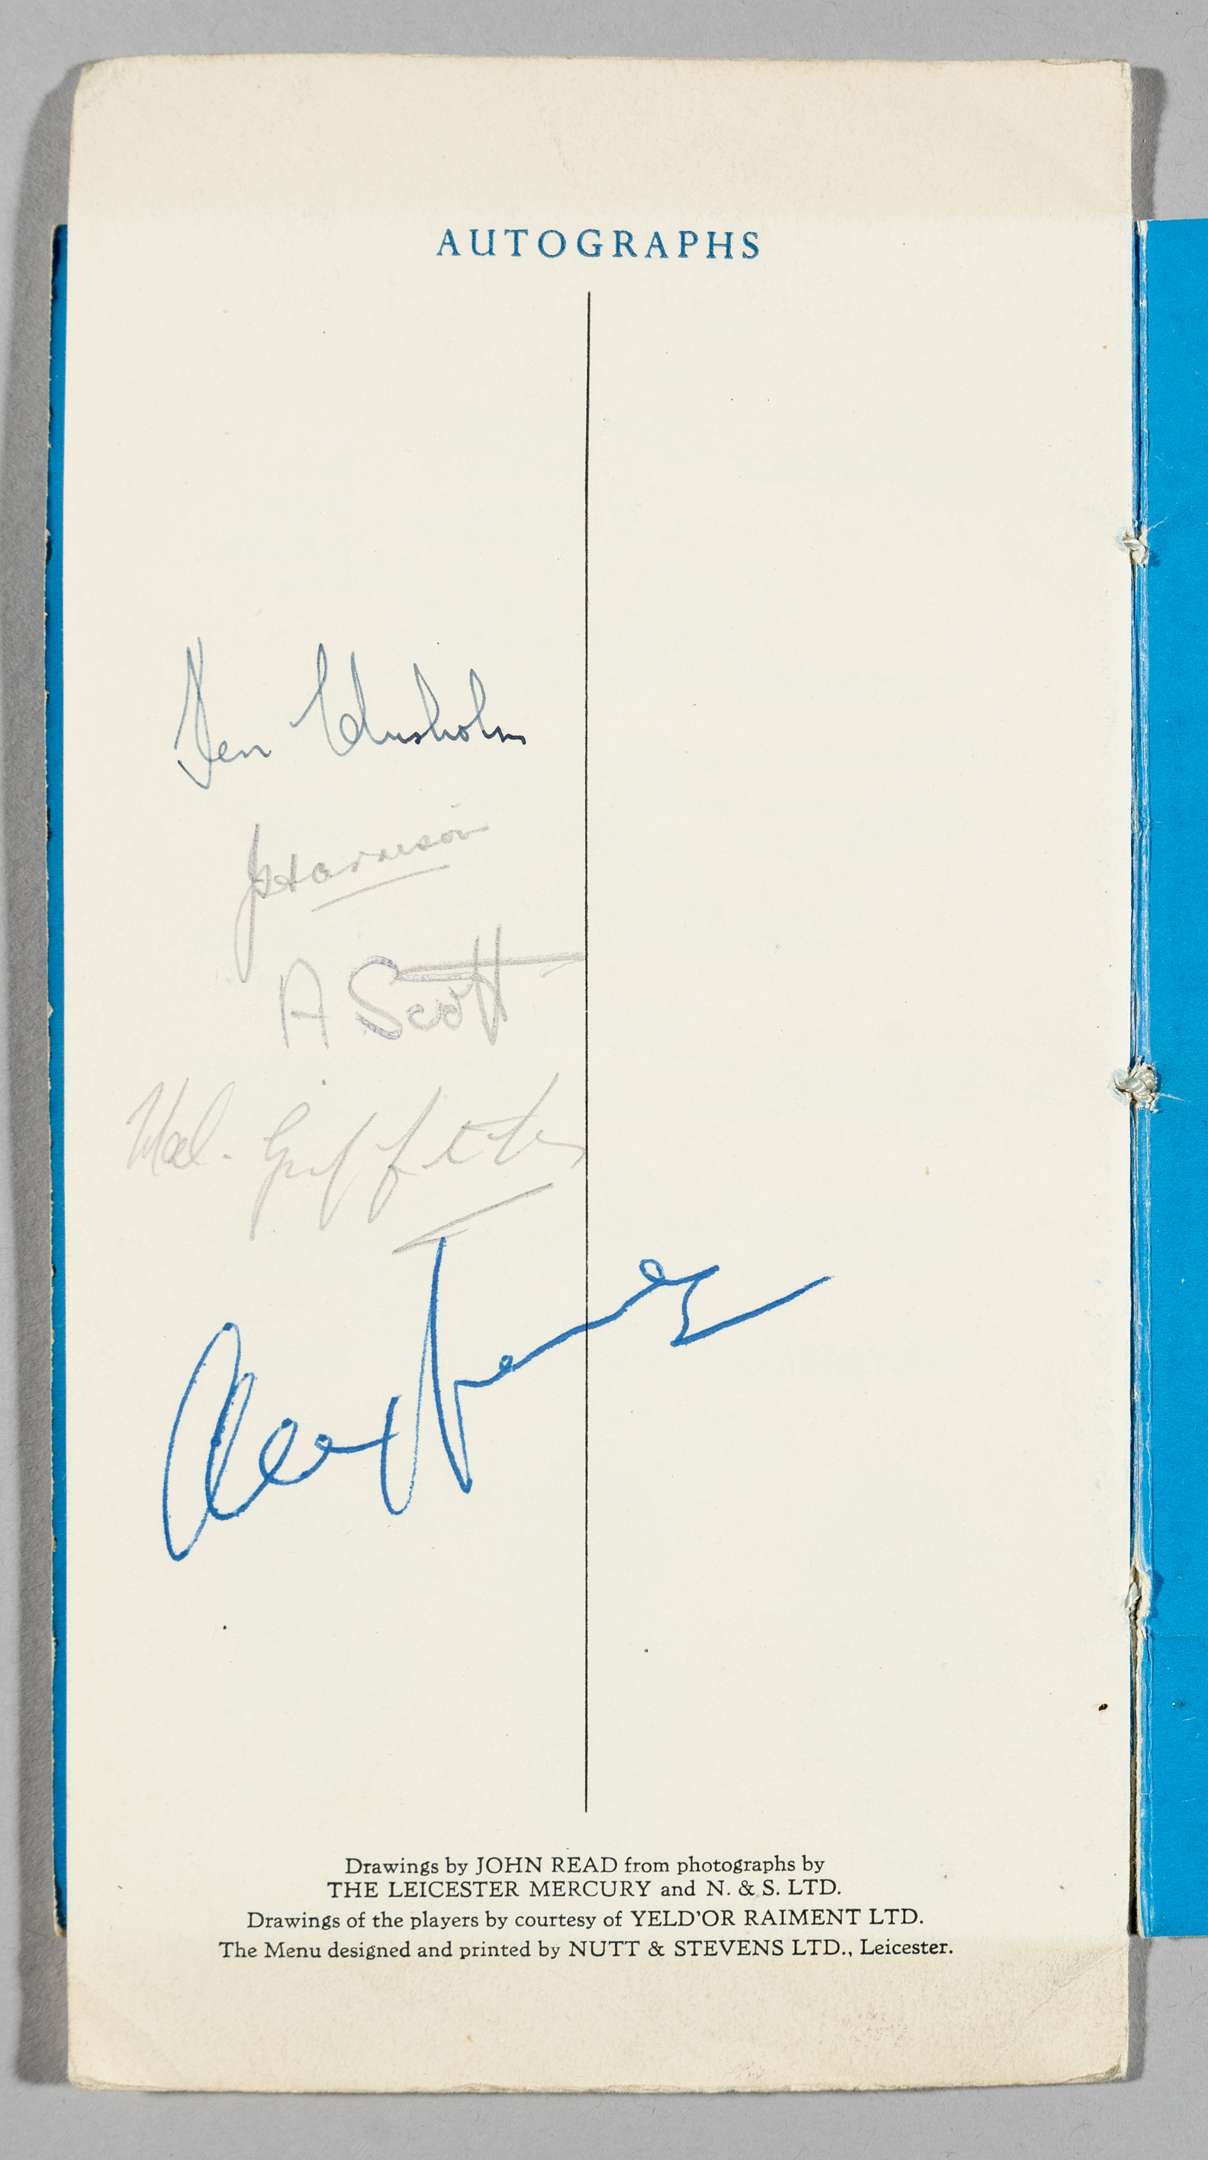 AUTOGRAPHS
Ken Chisholm
J Harrison
A Scott
Mal. Griffiths
Drawings by JOHN READ from photographs by
THE LEICESTER MERCURY and N. & S. LTD.
Drawings of the players by courtesy of YELD'OR RAIMENT LTD.
The Menu designed and printed by NUTT & STEVENS LTD., Leicester.